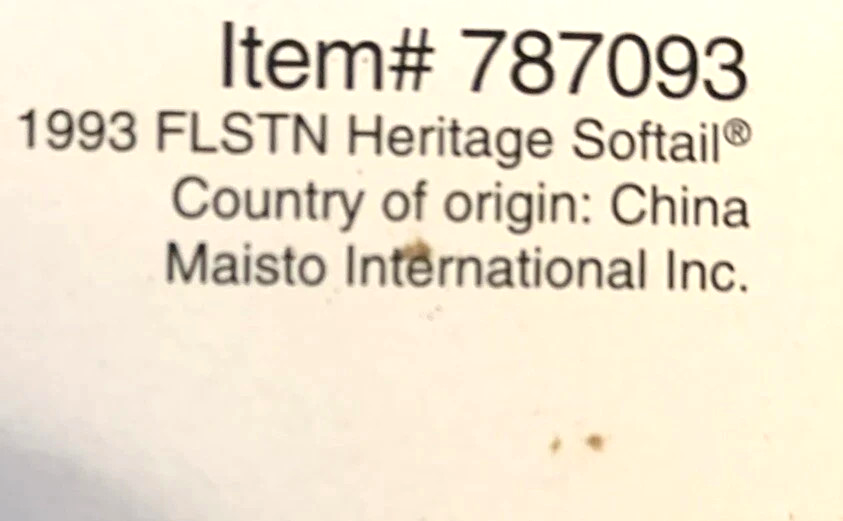 Item# 787093
1993 FLSTN Heritage Softail®
Country of origin: China
Maisto International Inc.